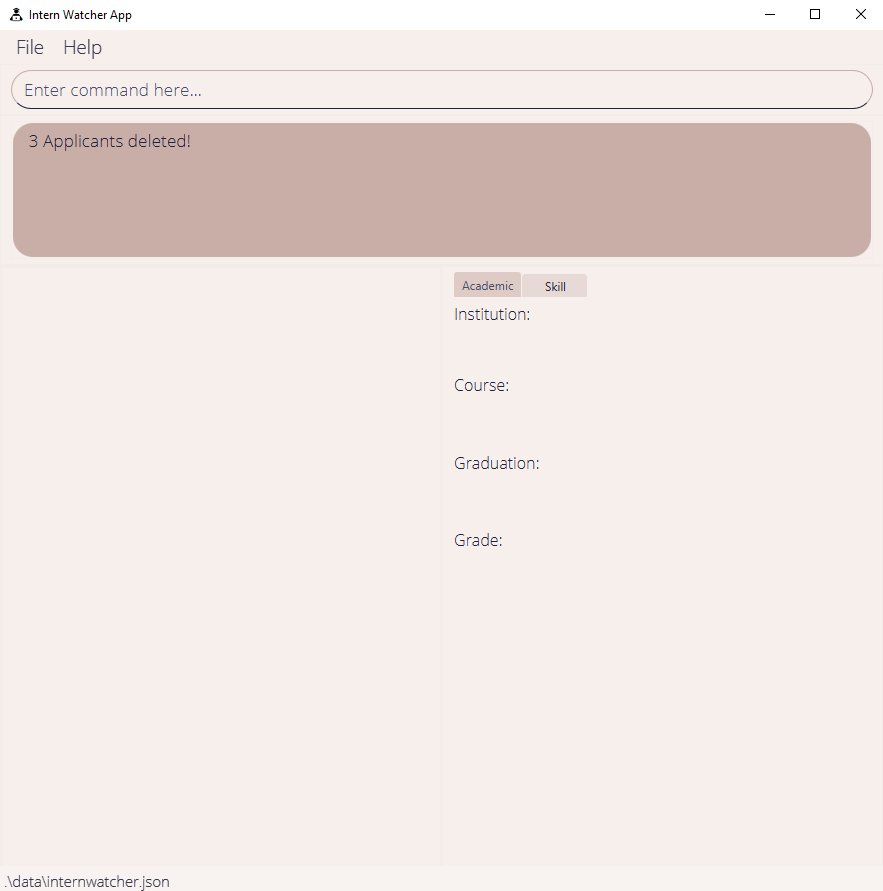 Intern Watcher App
File Help
Enter command here...
3 Applicants deleted!
Academic Skill
Institution:
Course:
Graduation:
Grade:
.\data\internwatcher.json